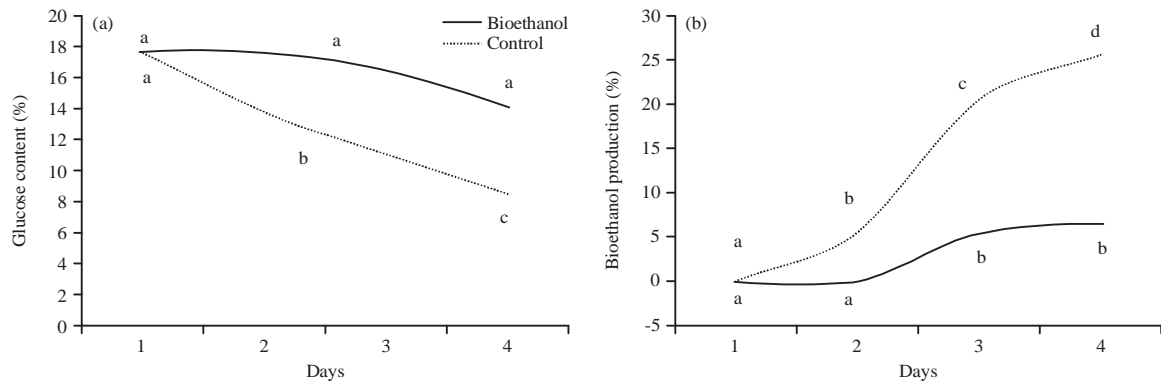 (a)
Bioethanol
Control
Glucose content (%)
20
18
16
14
12
10
8
6
4
2
0
a
a
a
a
b
c
1 2 3 4
Days
(b)
Bioethanol production (%)
30
25
20
15
10
5
0
-5
a
b
c
d
a
a
b
b
1 2 3 4
Days